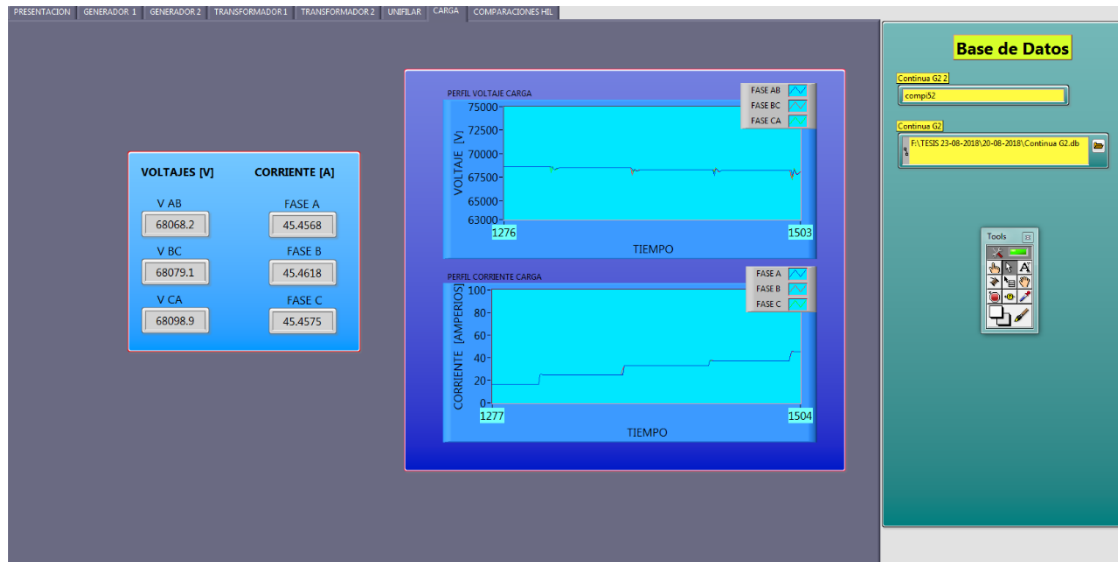 PRESENTACION GENERADOR 1 GENERADOR 2 TRANSFORMADOR 1 TRANSFORMADOR 2 UNIFILAR CARGA COMPARACIONES HIL
VOLTAJES [V] CORRIENTE [A]
V AB FASE A
68068.2 45.4568
V BC FASE B
68079.1 45.4618
V CA FASE C
68098.9 45.4575
PERFIL VOLTAJE CARGA
FASE AB
FASE BC
FASE CA
VOLTAJE [V]
75000
72500
70000
67500
65000
63000
1276 1503
TIEMPO
PERFIL CORRIENTE CARGA
FASE A
FASE B
FASE C
CORRIENTE [AMPERIOS]
100
80
60
40
20
0
1277 1504
TIEMPO
Base de Datos
Continua G2 2
compi52
Continua G2
F:\TESIS 23-08-2018\20-08-2018\Continua G2.db
Tools
A